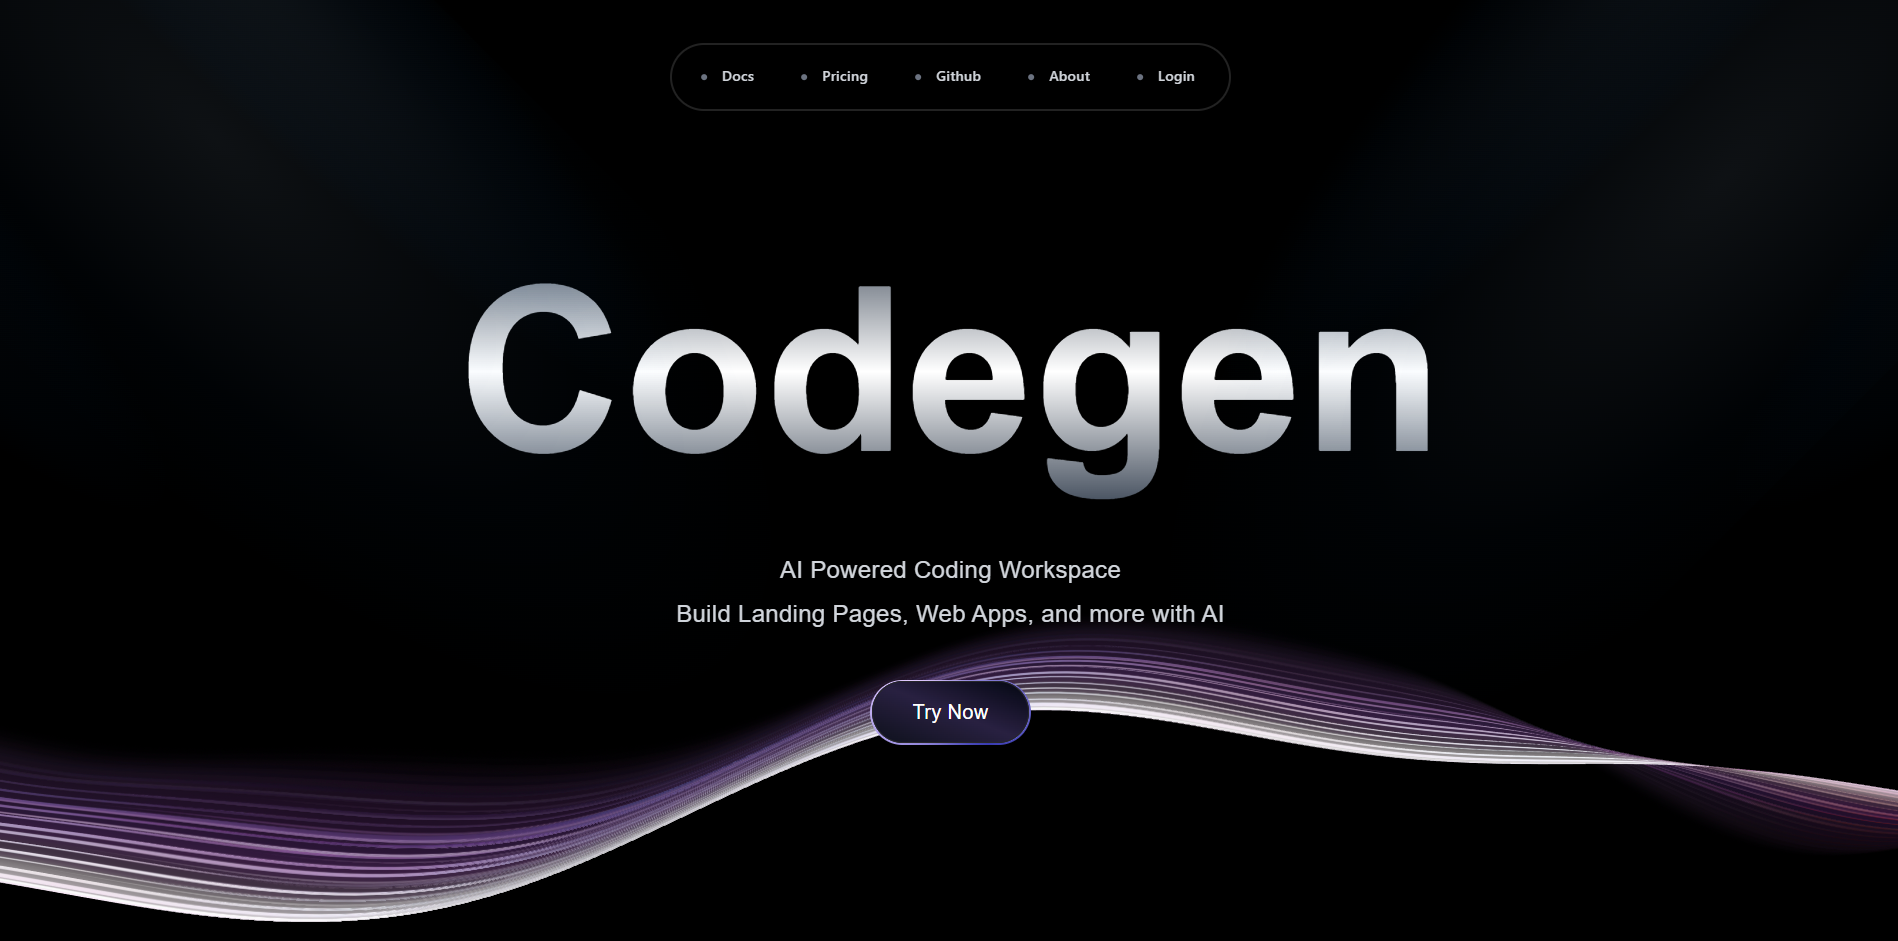 Docs Pricing Github About Login
Codegen
AI Powered Coding Workspace
Build Landing Pages, Web Apps, and more with AI
Try Now